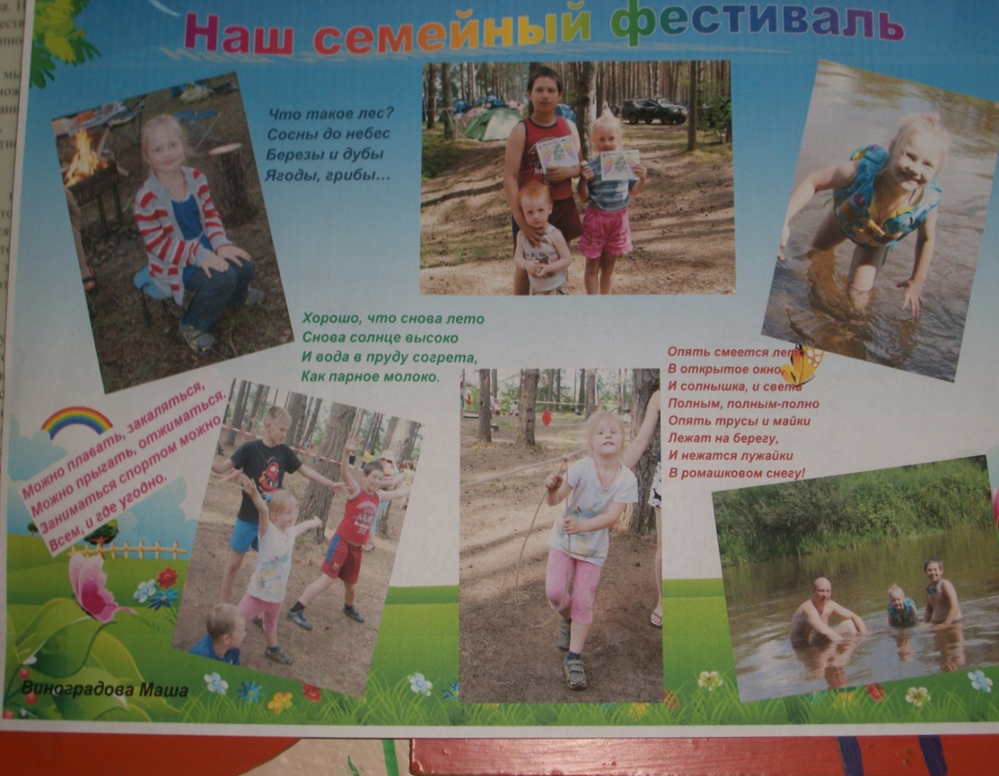 Наш семейный фестиваль
Что такое лес?
Сосны до небес
Березы и дубы
Ягоды, грибы...
Хорошо, что снова лето
Снова солнце высоко
И вода в пруду согрета,
Как парное молоко.
Опять смеется лето
В открытое окно
И солнышка, и света
Полным, полным-полно
Опять трусы и майки
Лежат на берегу,
И нежатся лужайки
В ромашковом снегу!
Можно плавать, закаляться,
Можно прыгать, отжиматься.
Заниматься спортом можно
Всем, и где угодно.
Виноградова Маша